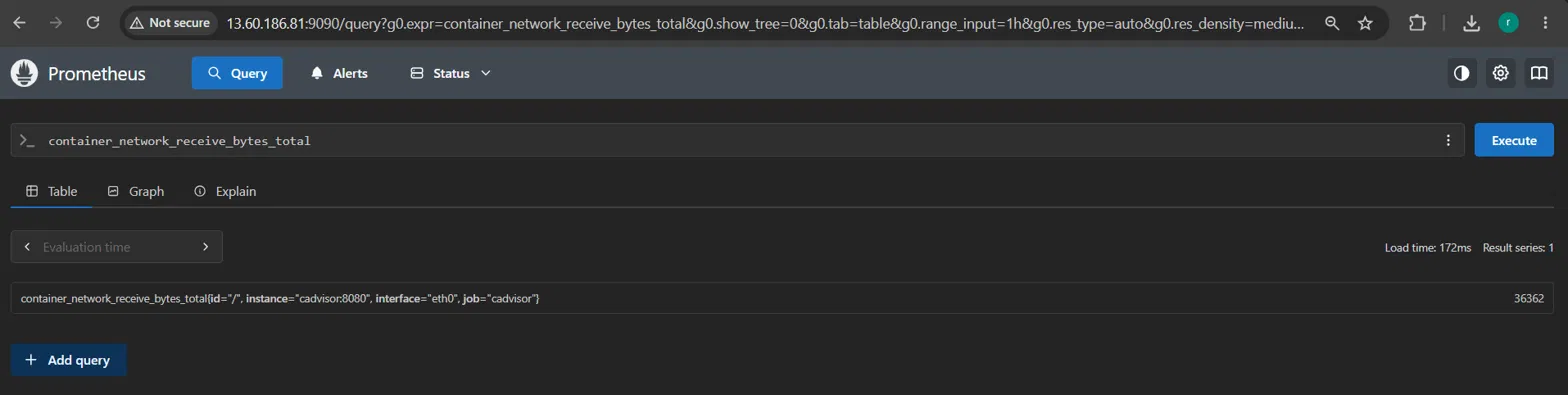 Not secure 13.60.186.81:9090/query?g0.expr=container_network_receive_bytes_total&g0.show_tree=0&g0.tab=table&g0.range_input=1h&g0.res_type=auto&g0.res_density=mediu... r
Prometheus Query Alerts Status
>_ container_network_receive_bytes_total Execute
Table Graph Explain
Evaluation time Load time: 172ms Result series: 1
container_network_receive_bytes_total{id="/", instance="cadvisor:8080", interface="eth0", job="cadvisor"} 36362
+ Add query